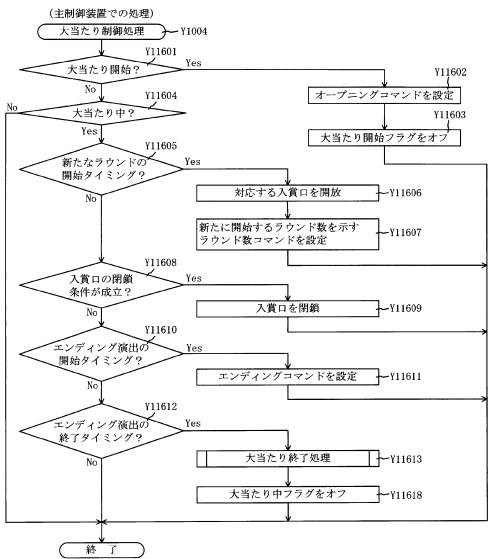 (主制御装置での処理)
大当たり制御処理
Y1004
Y11601
大当たり開始？
Yes
No
Y11602
オープニングコマンドを設定
Y11603
大当たり開始フラグをオフ
Y11604
大当たり中？
No
Yes
Y11605
新たなラウンドの
開始タイミング？
Yes
No
対応する入賞口を開放
Y11606
新たに開始するラウンド数を示す
ラウンド数コマンドを設定
Y11607
Y11608
入賞口の閉鎖
条件が成立？
Yes
No
入賞口を閉鎖
Y11609
Y11610
エンディング演出の
開始タイミング？
Yes
No
エンディングコマンドを設定
Y11611
Y11612
エンディング演出の
終了タイミング？
Yes
No
大当たり終了処理
Y11613
大当たり中フラグをオフ
Y11618
終 了